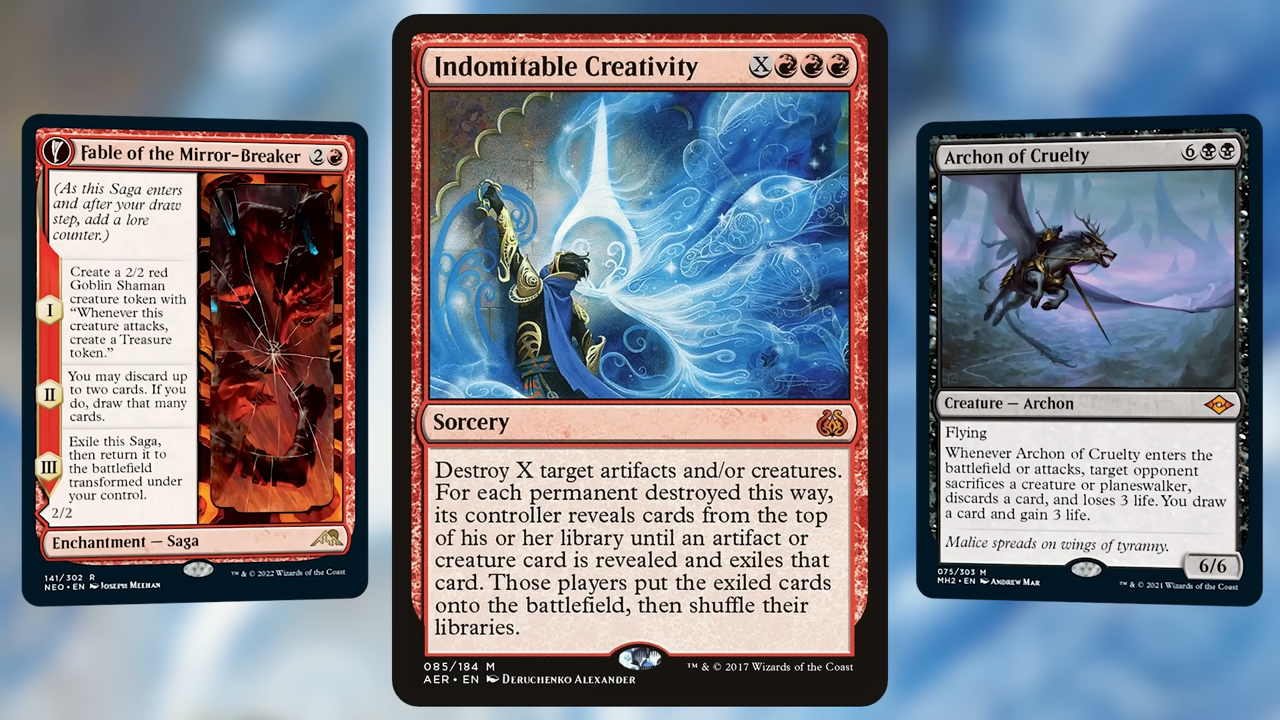 Fable of the Mirror-Breaker 2
(As this Saga enters
and after your draw
step, add a lore
counter.)
I
Create a 2/2 red
Goblin Shaman
creature token with
“Whenever this
creature attacks,
create a Treasure
token.”
II
You may discard up
to two cards. If you
do, draw that many
cards.
III
Exile this Saga,
then return it to
the battlefield
transformed under
your control.
2/2
Enchantment — Saga
141/302 R
NEO • EN Joseph Meehan
™ & © 2022 Wizards of the Coast
Indomitable Creativity X
Sorcery
Destroy X target artifacts and/or creatures.
For each permanent destroyed this way,
its controller reveals cards from the top
of his or her library until an artifact or
creature card is revealed and exiles that
card. Those players put the exiled cards
onto the battlefield, then shuffle their
libraries.
085/184 M
AER • EN Deruchenko Alexander
™ & © 2017 Wizards of the Coast
Archon of Cruelty 6
Creature — Archon
Flying
Whenever Archon of Cruelty enters the
battlefield or attacks, target opponent
sacrifices a creature or planeswalker,
discards a card, and loses 3 life. You draw
a card and gain 3 life.
Malice spreads on wings of tyranny.
6/6
075/303 M
MH2 • EN Andrew Mar
™ & © 2021 Wizards of the Coast